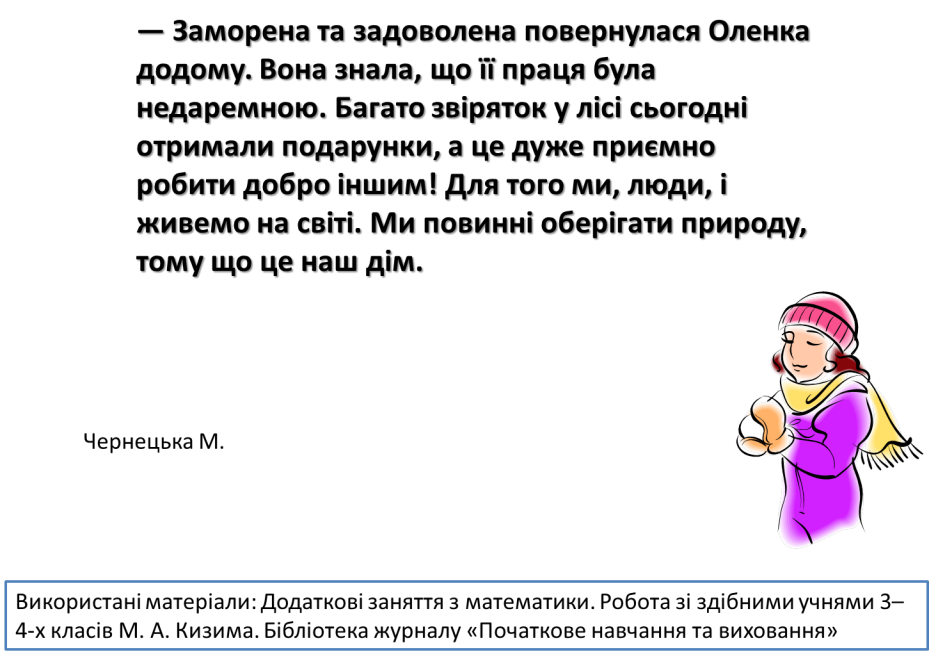 — Заморена та задоволена повернулася Оленка
додому. Вона знала, що її праця була
недаремною. Багато звіряток у лісі сьогодні
отримали подарунки, а це дуже приємно
робити добро іншим! Для того ми, люди, і
живемо на світі. Ми повинні оберігати природу,
тому що це наш дім.
Чернецька М.
Використані матеріали: Додаткові заняття з математики. Робота зі здібними учнями 3–
4-х класів М. А. Кизима. Бібліотека журналу «Початкове навчання та виховання»